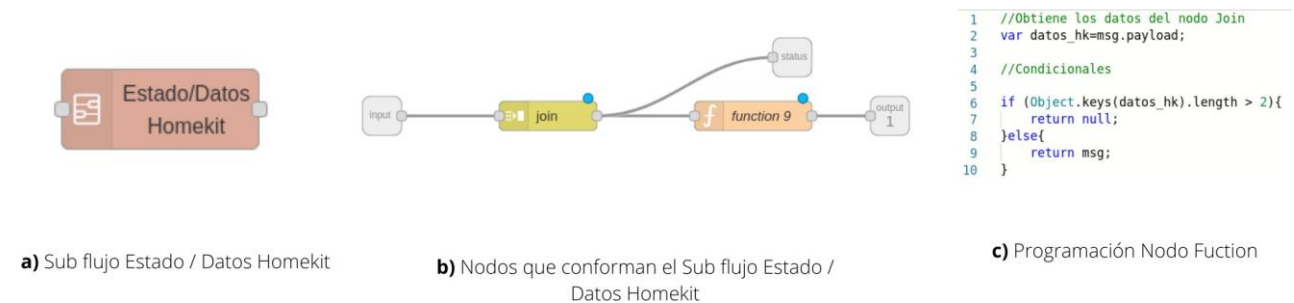 Estado/Datos
Homekit
input
join
status
function 9
output
1
1 //Obtiene los datos del nodo Join
2 var datos_hk=msg.payload;
3
4 //Condicionales
5
6 if (Object.keys(datos_hk).length > 2){
7 return null;
8 }else{
9 return msg;
10 }
a) Sub flujo Estado / Datos Homekit
b) Nodos que conforman el Sub flujo Estado /
Datos Homekit
c) Programación Nodo Fuction